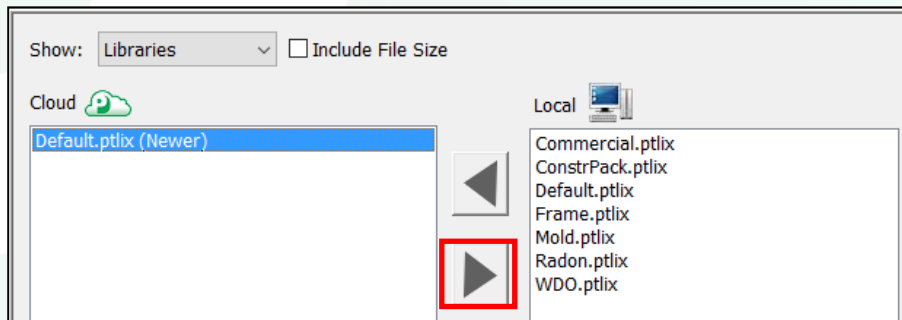 Show: Libraries Include File Size
Cloud
Default.ptlix (Newer)
Local
Commercial.ptlix
ConstrPack.ptlix
Default.ptlix
Frame.ptlix
Mold.ptlix
Radon.ptlix
WDO.ptlix